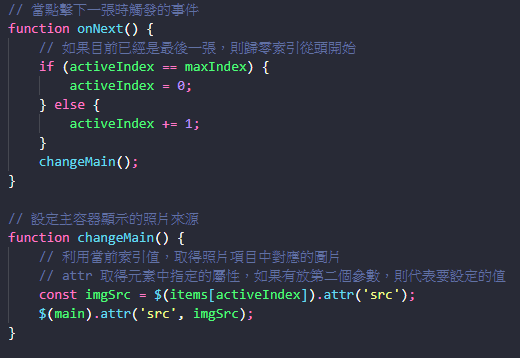 // 當點擊下一張時觸發的事件
function onNext() {
// 如果目前已經是最後一張，則歸零索引從頭開始
if (activeIndex == maxIndex) {
activeIndex = 0;
} else {
activeIndex += 1;
}
changeMain();
}
// 設定主容器顯示的照片來源
function changeMain() {
// 利用當前索引值，取得照片項目中對應的圖片
// attr 取得元素中指定的屬性，如果有放第二個參數，則代表要設定的值
const imgSrc = $(items[activeIndex]).attr('src');
$(main).attr('src', imgSrc);
}